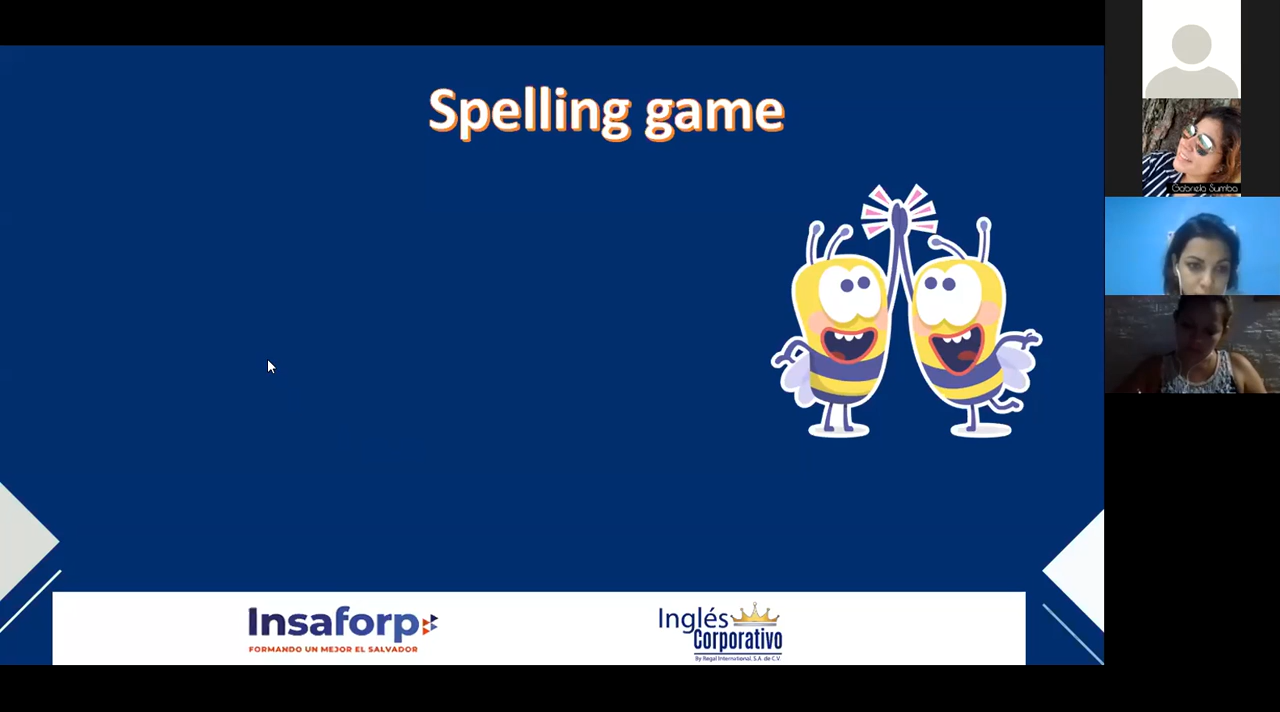 Spelling game
Gabriela Sumba
Insaforp
FORMANDO UN MEJOR EL SALVADOR
Inglés
Corporativo
By Regal International, S.A. de C.V.